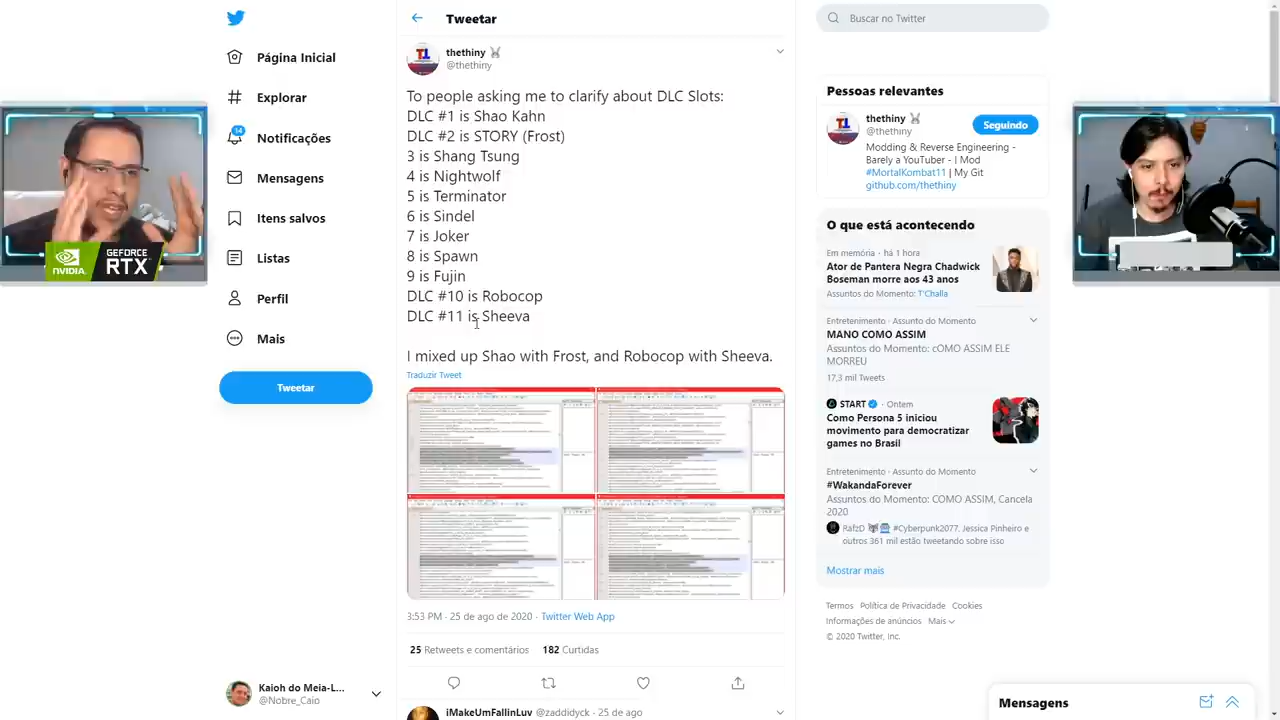 Tweetar
Buscar no Twitter
Página Inicial
Explorar
14
Notificações
Mensagens
Itens salvos
Listas
Perfil
Mais
Tweetar
Kaioh do Meia-L...
@Nobre_Caio
NVIDIA.
GEFORCE
RTX
thethiny
@thethiny
To people asking me to clarify about DLC Slots:
DLC #1 is Shao Kahn
DLC #2 is STORY (Frost)
3 is Shang Tsung
4 is Nightwolf
5 is Terminator
6 is Sindel
7 is Joker
8 is Spawn
9 is Fujin
DLC #10 is Robocop
DLC #11 is Sheeva
I mixed up Shao with Frost, and Robocop with Sheeva.
Traduzir Tweet
3:53 PM · 25 de ago de 2020 · Twitter Web App
25 Retweets e comentários 182 Curtidas
iMakeUmFallinLuv @zaddidyck · 25 de ago
Pessoas relevantes
thethiny
@thethiny
Seguindo
Modding & Reverse Engineering -
Barely a YouTuber - | Mod
#MortalKombat11 | My Git
github.com/thethiny
O que está acontecendo
Em memória · há 1 hora
Ator de Pantera Negra Chadwick
Boseman morre aos 43 anos
Assuntos do Momento: T'Challa
Entretenimento · Assunto do Momento
MANO COMO ASSIM
Assuntos do Momento: cOMO ASSIM ELE
MORREU
17,3 mil Tweets
START · Ontem
Como Persona 5 iniciou
movimento para democratizar
games no Brasil
Entretenimento · Assunto do Momento
#WakandaForever
Assuntos do Momento: COMO ASSIM, Cancela
2020
RafzD #Cyberpunk2077, Jessica Pinheiro e
outros 361 mil estão tweetando sobre isso
Mostrar mais
Termos Política de Privacidade Cookies
Informações de anúncios Mais
© 2020 Twitter, Inc.
Mensagens